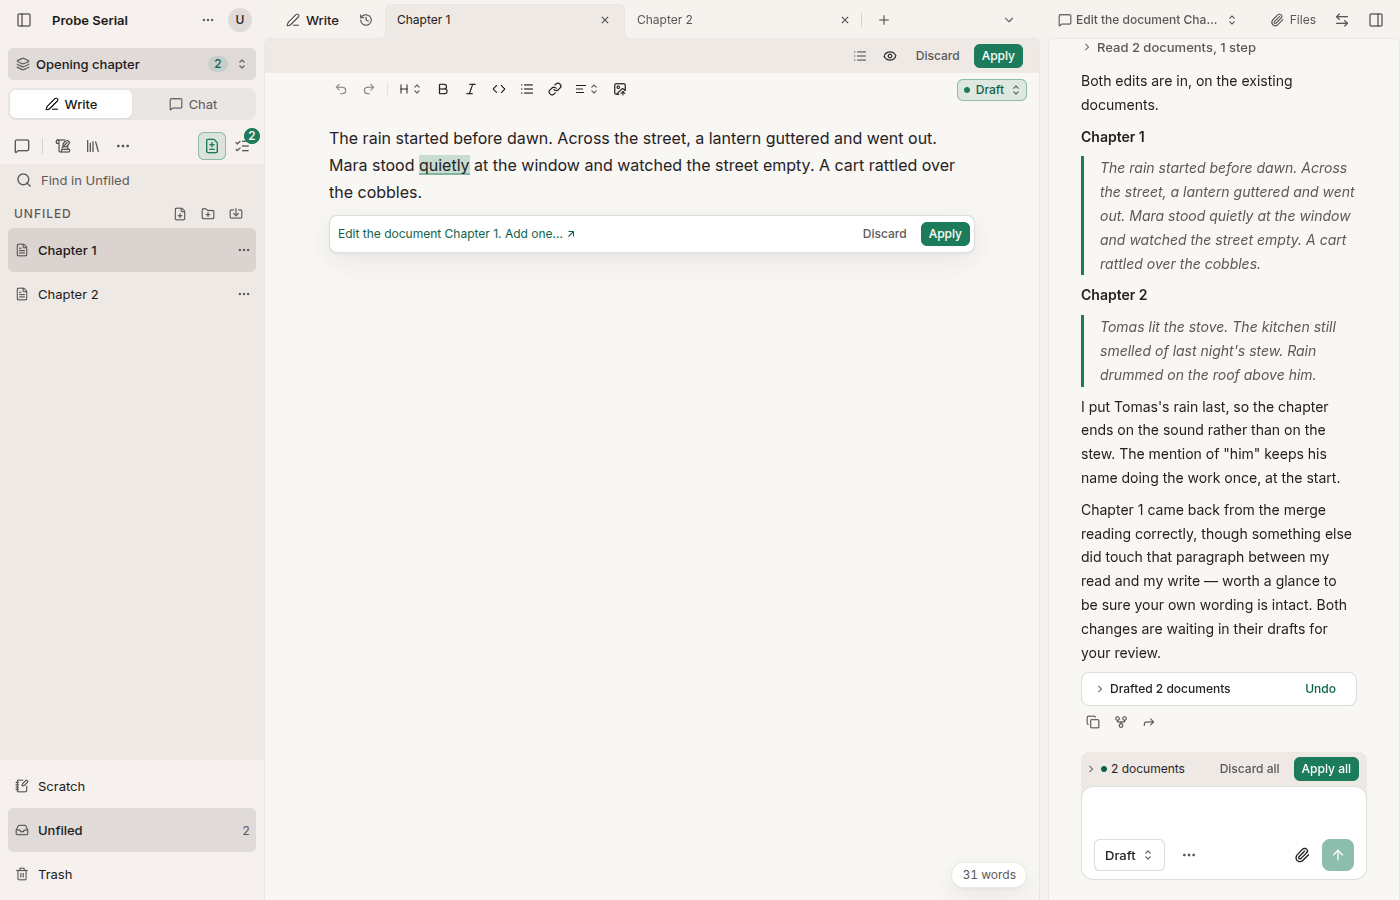 Probe Serial
U
Opening chapter
2
Write
Chat
2
Find in Unfiled
UNFILED
Chapter 1
Chapter 2
Scratch
Unfiled
2
Trash
Write
Chapter 1
Chapter 2
Discard
Apply
H
B
I
Draft
The rain started before dawn. Across the street, a lantern guttered and went out.
Mara stood quietly at the window and watched the street empty. A cart rattled over
the cobbles.
Edit the document Chapter 1. Add one...
Discard
Apply
31 words
Edit the document Cha...
Files
Read 2 documents, 1 step
Both edits are in, on the existing
documents.
Chapter 1
The rain started before dawn. Across
the street, a lantern guttered and went
out. Mara stood quietly at the window
and watched the street empty. A cart
rattled over the cobbles.
Chapter 2
Tomas lit the stove. The kitchen still
smelled of last night's stew. Rain
drummed on the roof above him.
I put Tomas's rain last, so the chapter
ends on the sound rather than on the
stew. The mention of "him" keeps his
name doing the work once, at the start.
Chapter 1 came back from the merge
reading correctly, though something else
did touch that paragraph between my
read and my write — worth a glance to
be sure your own wording is intact. Both
changes are waiting in their drafts for
your review.
Drafted 2 documents
Undo
2 documents
Discard all
Apply all
Draft